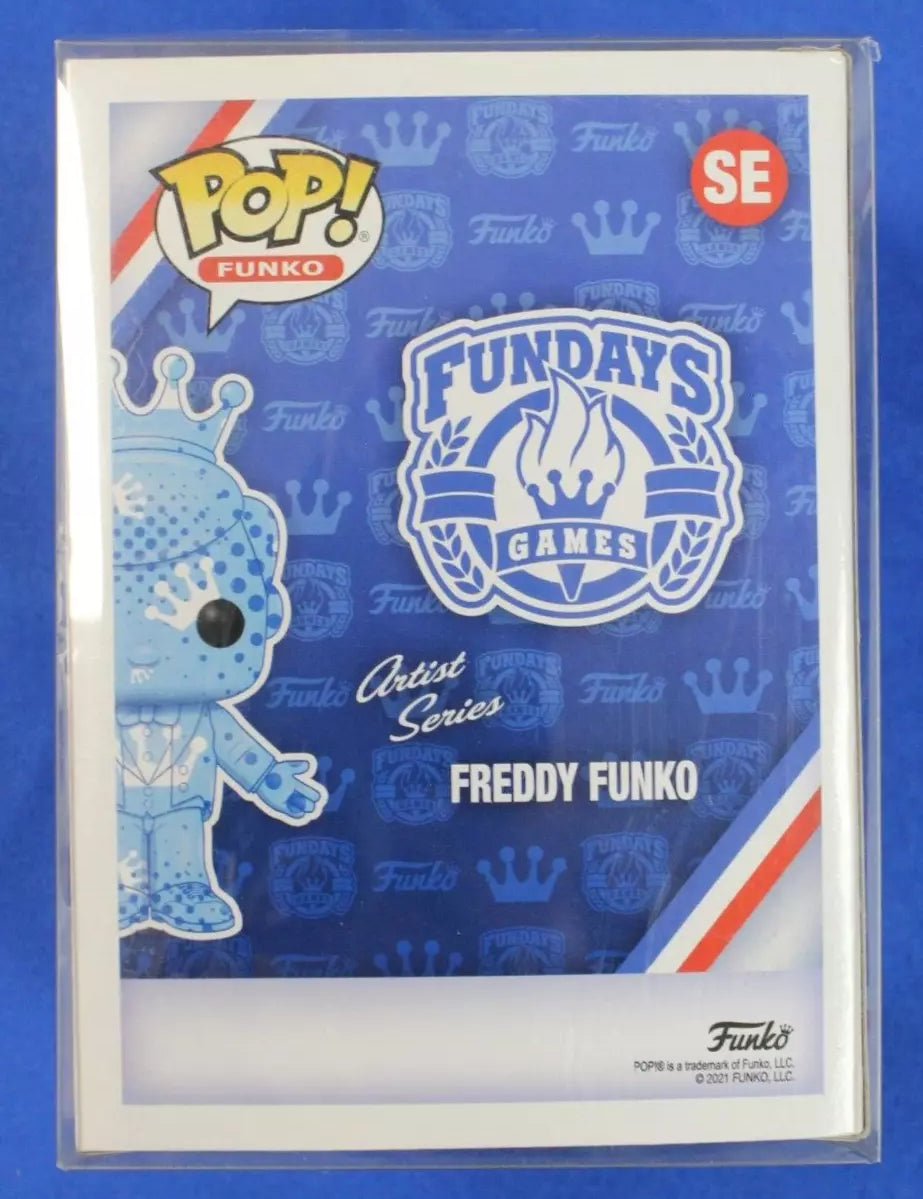 POP!®
FUNKO
SE
FUNDAYS
GAMES
Artist
Series
FREDDY FUNKO
Funko
POP!® is a trademark of Funko, LLC.
© 2021 FUNKO, LLC.